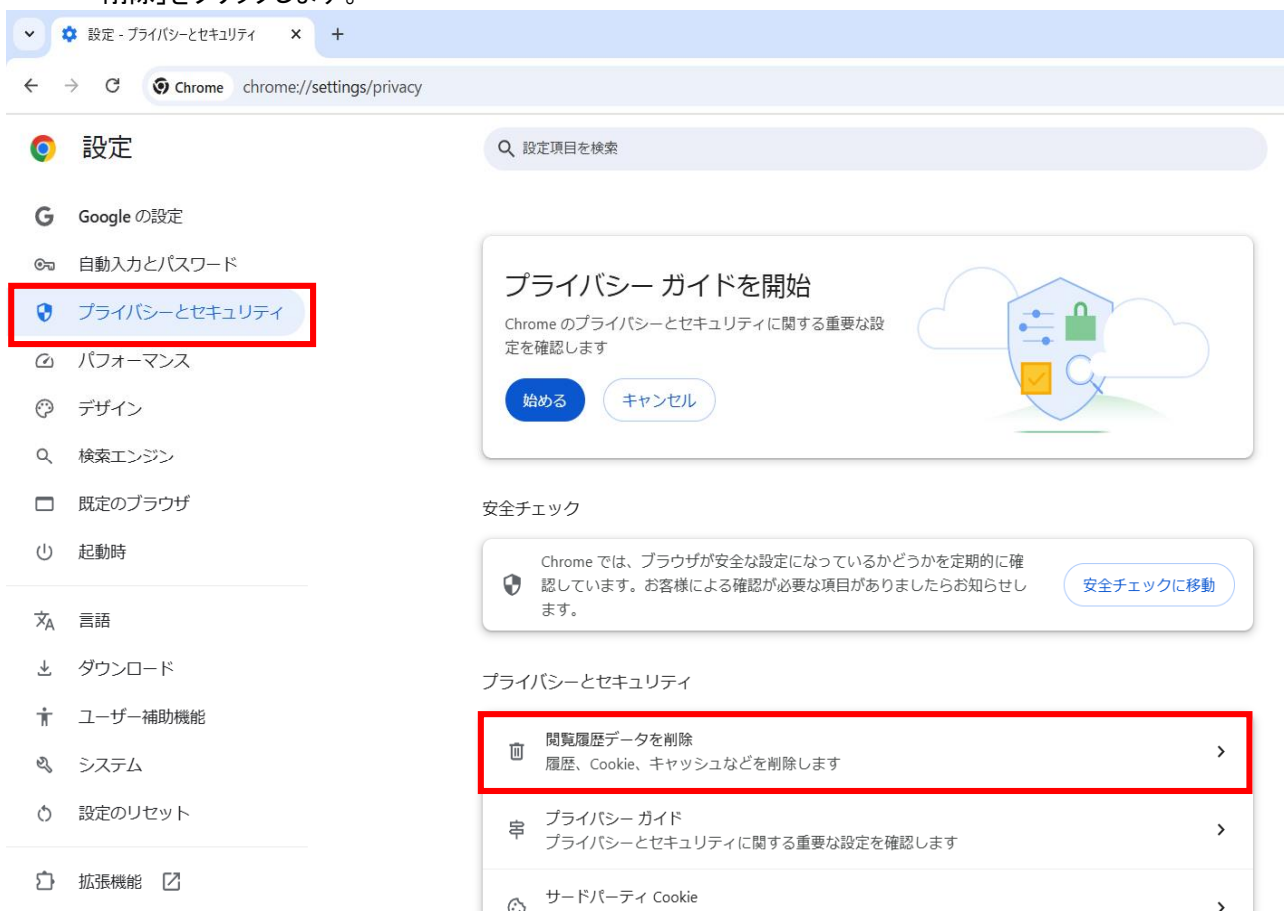 削除」をクリックします。
設定 - プライバシーとセキュリティ
Chrome chrome://settings/privacy
設定
設定項目を検索
Google の設定
自動入力とパスワード
プライバシーとセキュリティ
パフォーマンス
デザイン
検索エンジン
既定のブラウザ
起動時
言語
ダウンロード
ユーザー補助機能
システム
設定のリセット
拡張機能
プライバシー ガイドを開始
Chrome のプライバシーとセキュリティに関する重要な設
定を確認します
始める キャンセル
安全チェック
Chrome では、ブラウザが安全な設定になっているかどうかを定期的に確
認しています。お客様による確認が必要な項目がありましたらお知らせし
ます。
安全チェックに移動
プライバシーとセキュリティ
閲覧履歴データを削除
履歴、Cookie、キャッシュなどを削除します
プライバシー ガイド
プライバシーとセキュリティに関する重要な設定を確認します
サードパーティ Cookie